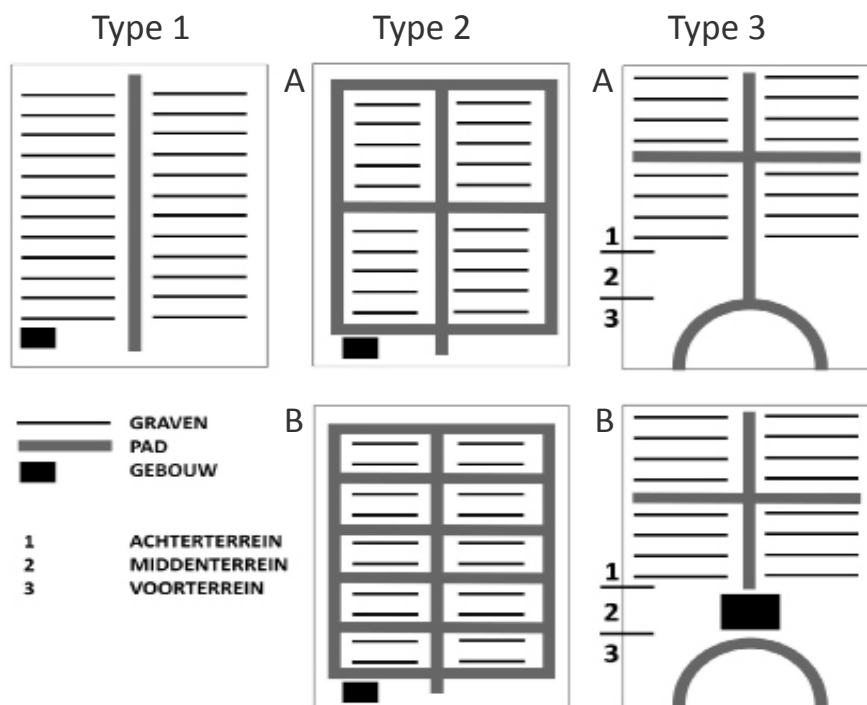 Type 1
Type 2
Type 3
A
A
1
2
3
GRAVEN
PAD
GEBOUW
1 ACHTERTERREIN
2 MIDDENTERREIN
3 VOORTERREIN
B
B
1
2
3